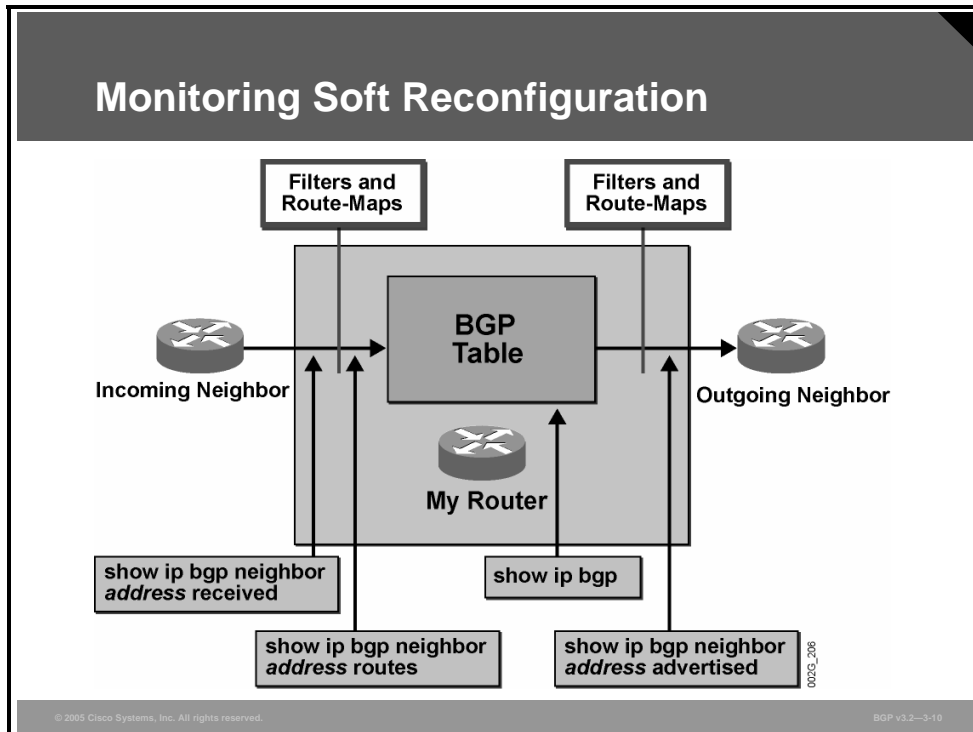 Monitoring Soft Reconfiguration
Filters and
Route-Maps
Filters and
Route-Maps
BGP
Table
Incoming Neighbor
Outgoing Neighbor
My Router
show ip bgp neighbor
address received
show ip bgp
show ip bgp neighbor
address routes
show ip bgp neighbor
address advertised
002G_206
© 2005 Cisco Systems, Inc. All rights reserved.
BGP v3.2—3-10